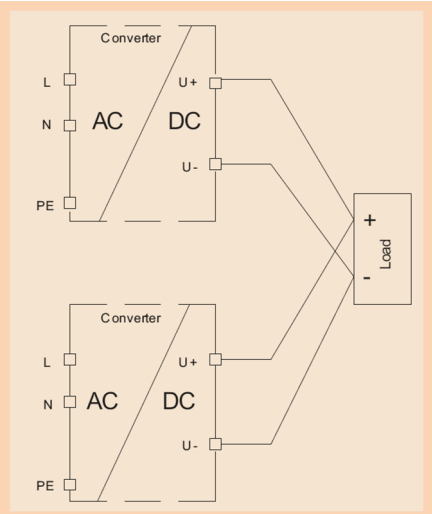 Converter
L
U+
N
AC
DC
U-
PE
+
Load
-
Converter
L
U+
N
AC
DC
U-
PE